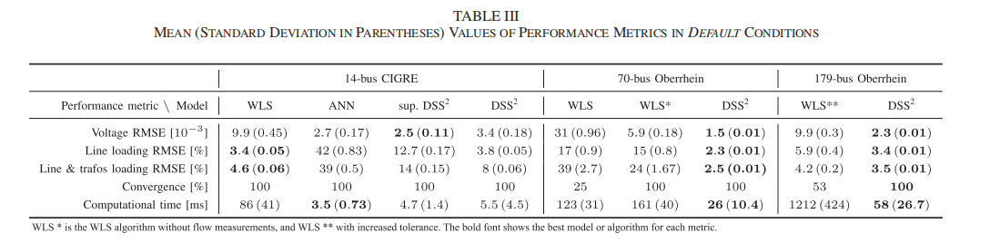 TABLE III
MEAN (STANDARD DEVIATION IN PARENTHESES) VALUES OF PERFORMANCE METRICS IN DEFAULT CONDITIONS
14-bus CIGRE 70-bus Oberrhein 179-bus Oberrhein
Performance metric \ Model WLS ANN sup. DSS² DSS² WLS WLS* DSS² WLS** DSS²
Voltage RMSE [10⁻³] 9.9 (0.45) 2.7 (0.17) 2.5 (0.11) 3.4 (0.18) 31 (0.96) 5.9 (0.18) 1.5 (0.01) 9.9 (0.3) 2.3 (0.01)
Line loading RMSE [%] 3.4 (0.05) 42 (0.83) 12.7 (0.17) 3.8 (0.05) 17 (0.9) 15 (0.8) 2.3 (0.01) 5.9 (0.4) 3.4 (0.01)
Line & trafos loading RMSE [%] 4.6 (0.06) 39 (0.5) 14 (0.15) 8 (0.06) 39 (2.7) 24 (1.67) 2.5 (0.01) 4.2 (0.2) 3.5 (0.01)
Convergence [%] 100 100 100 100 25 100 100 53 100
Computational time [ms] 86 (41) 3.5 (0.73) 4.7 (1.4) 5.5 (4.5) 123 (31) 161 (40) 26 (10.4) 1212 (424) 58 (26.7)
WLS * is the WLS algorithm without flow measurements, and WLS ** with increased tolerance. The bold font shows the best model or algorithm for each metric.